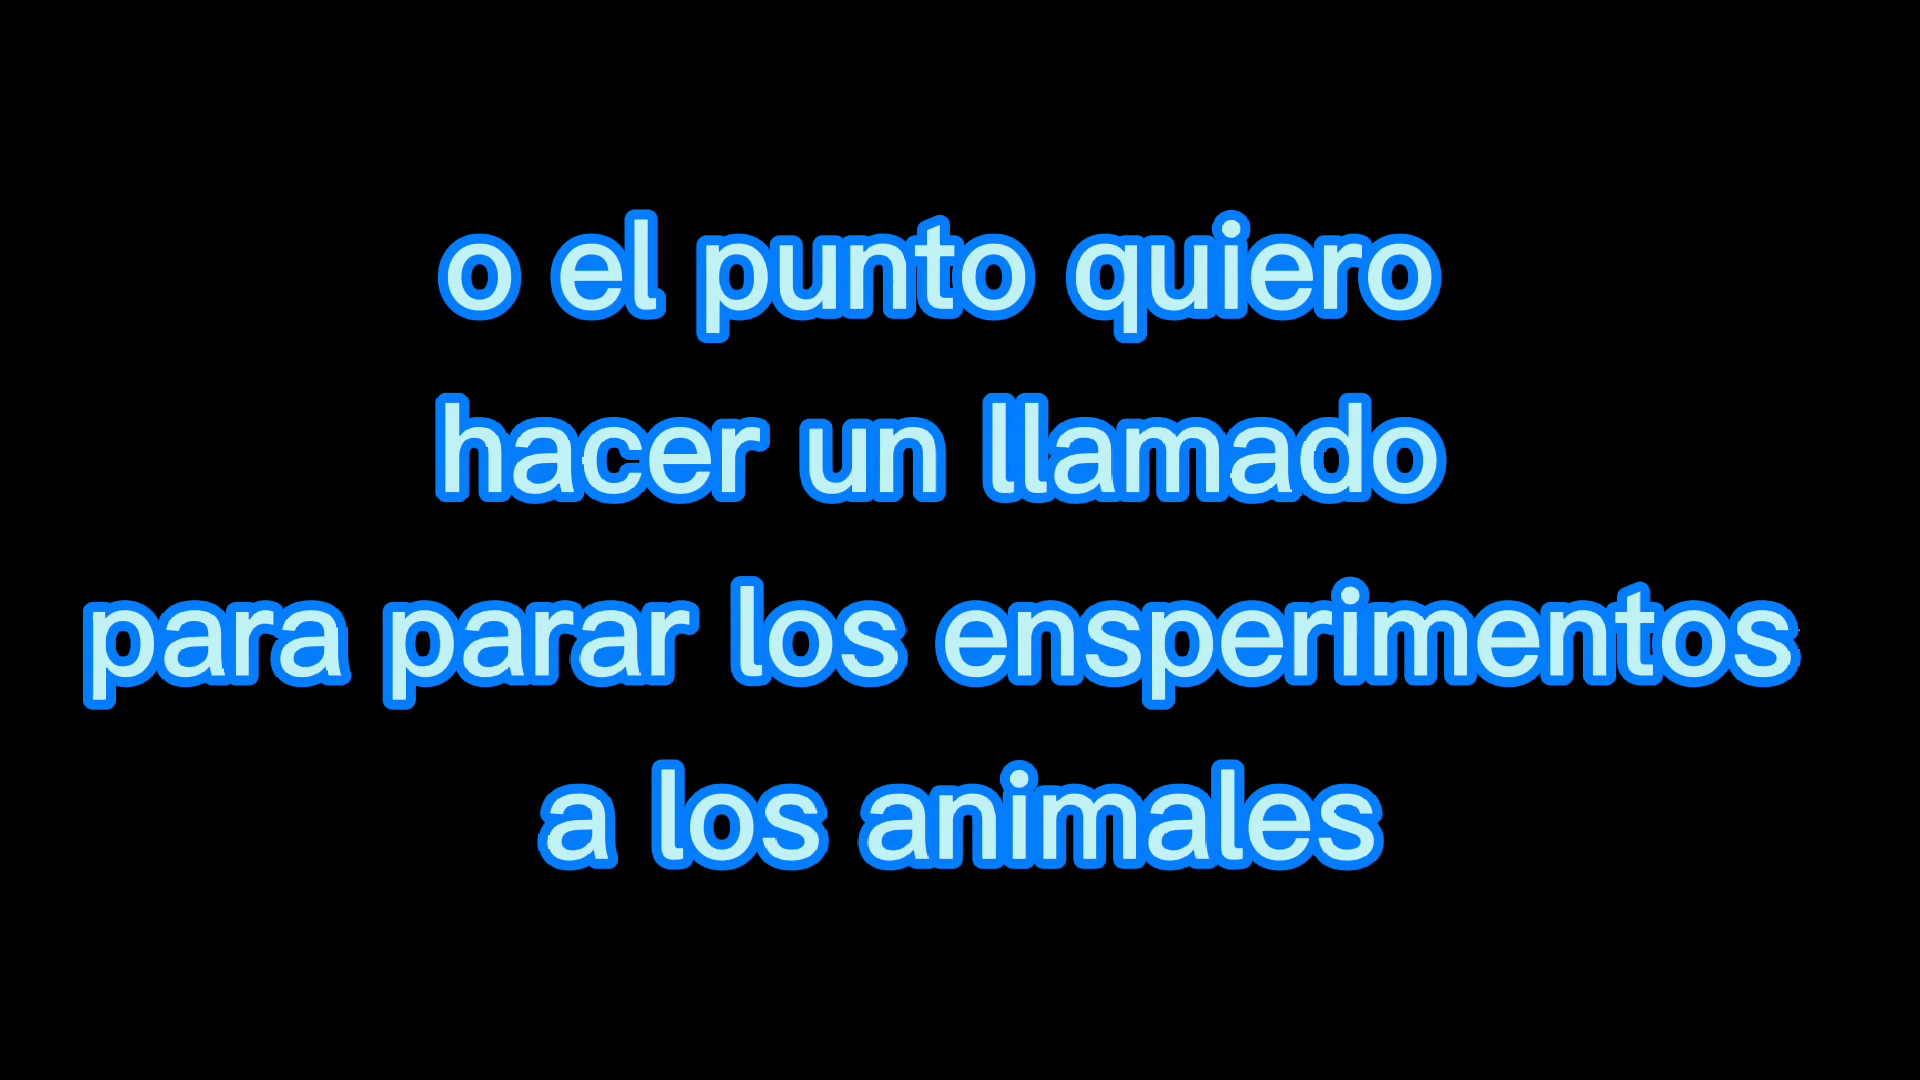 o el punto quiero
hacer un llamado
para parar los ensperimentos
a los animales